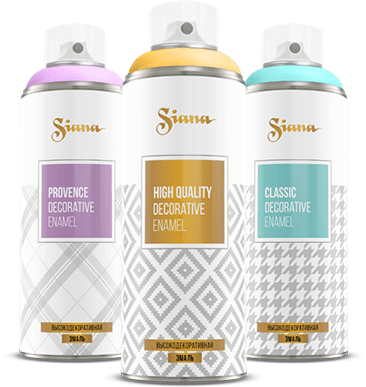 Siana
PROVENCE
DECORATIVE
ENAMEL
ВЫСОКОДЕКОРАТИВНАЯ
ЭМАЛЬ
Siana
HIGH QUALITY
DECORATIVE
ENAMEL
ВЫСОКОДЕКОРАТИВНАЯ
ЭМАЛЬ
Siana
CLASSIC
DECORATIVE
ENAMEL
ВЫСОКОДЕКОРАТИВНАЯ
ЭМАЛЬ